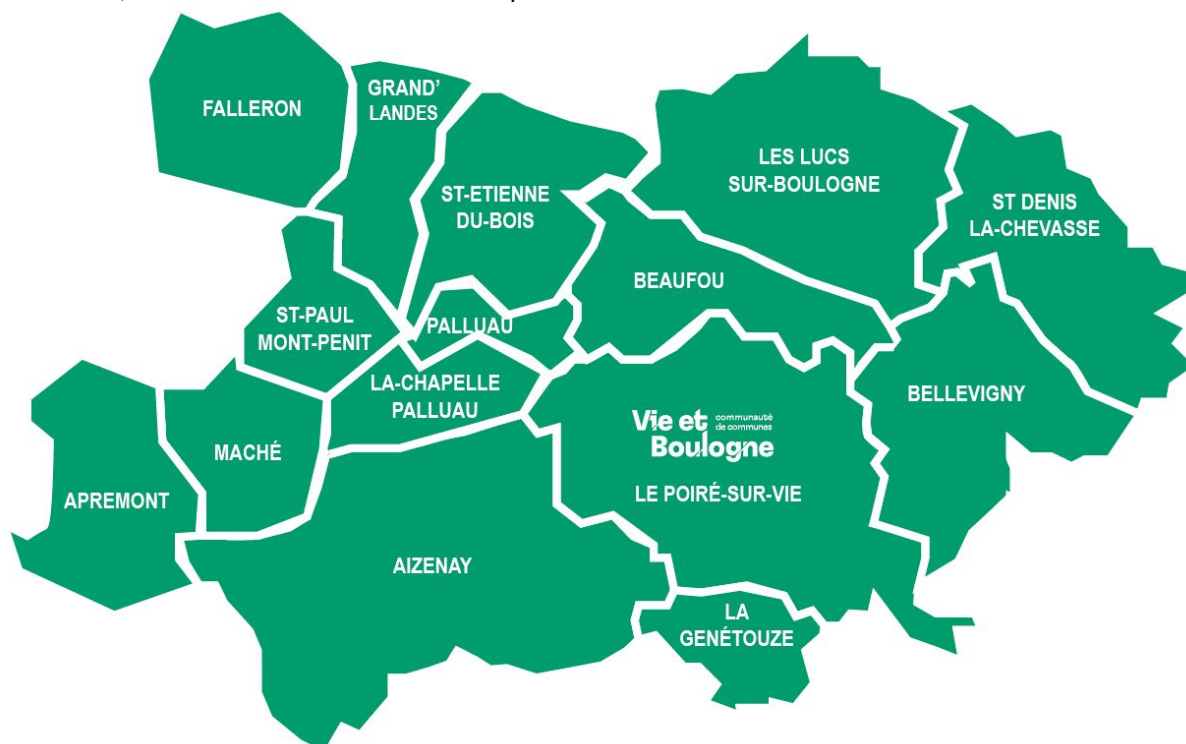 FALLERON
GRAND'
LANDES
LES LUCS
SUR-BOULOGNE
ST-ETIENNE
DU-BOIS
ST DENIS
LA-CHEVASSE
BEAUFOU
ST-PAUL
MONT-PENIT
PALLUAU
LA-CHAPELLE
PALLUAU
BELLEVIGNY
Vie et
Boulogne
communauté
de communes
MACHÉ
APREMONT
LE POIRÉ-SUR-VIE
AIZENAY
LA
GENÉTOUZE